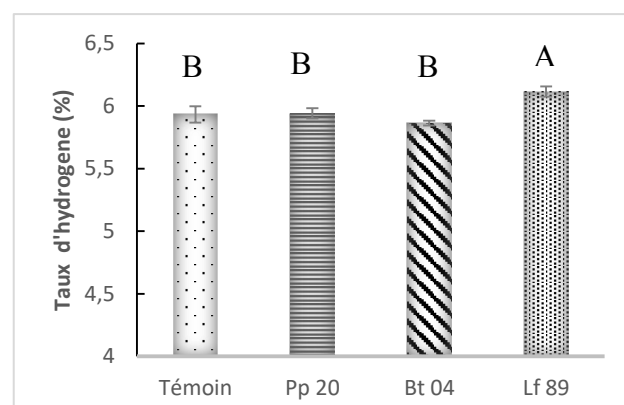 Taux d'hydrogene (%)
6,5
6
5,5
5
4,5
4
B
B
B
A
Témoin
Pp 20
Bt 04
Lf 89